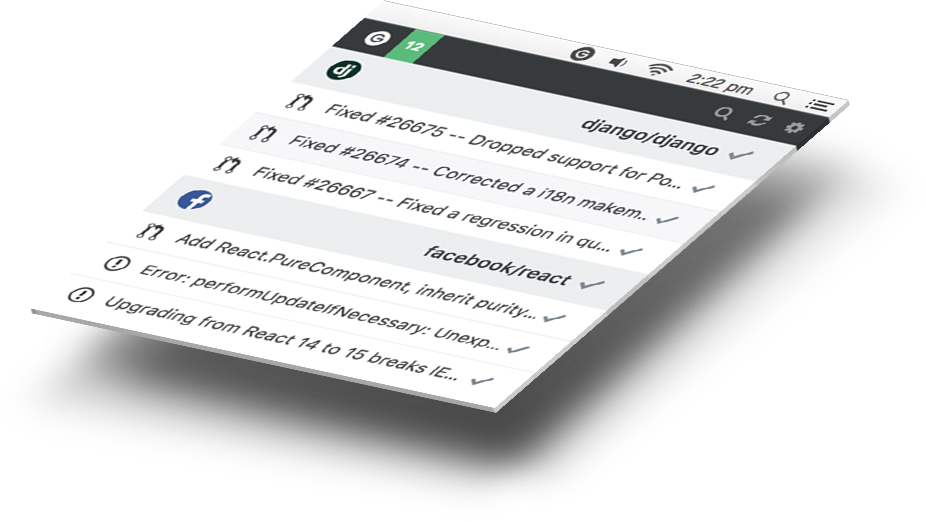 G 2:22 pm
G 12
dj django/django
Fixed #26675 -- Dropped support for Po...
Fixed #26674 -- Corrected a i18n makem..
Fixed #26667 -- Fixed a regression in qu...
f facebook/react
Add React.PureComponent, inherit purity...
Error: performUpdateIfNecessary: Unexp...
Upgrading from React 14 to 15 breaks IE...